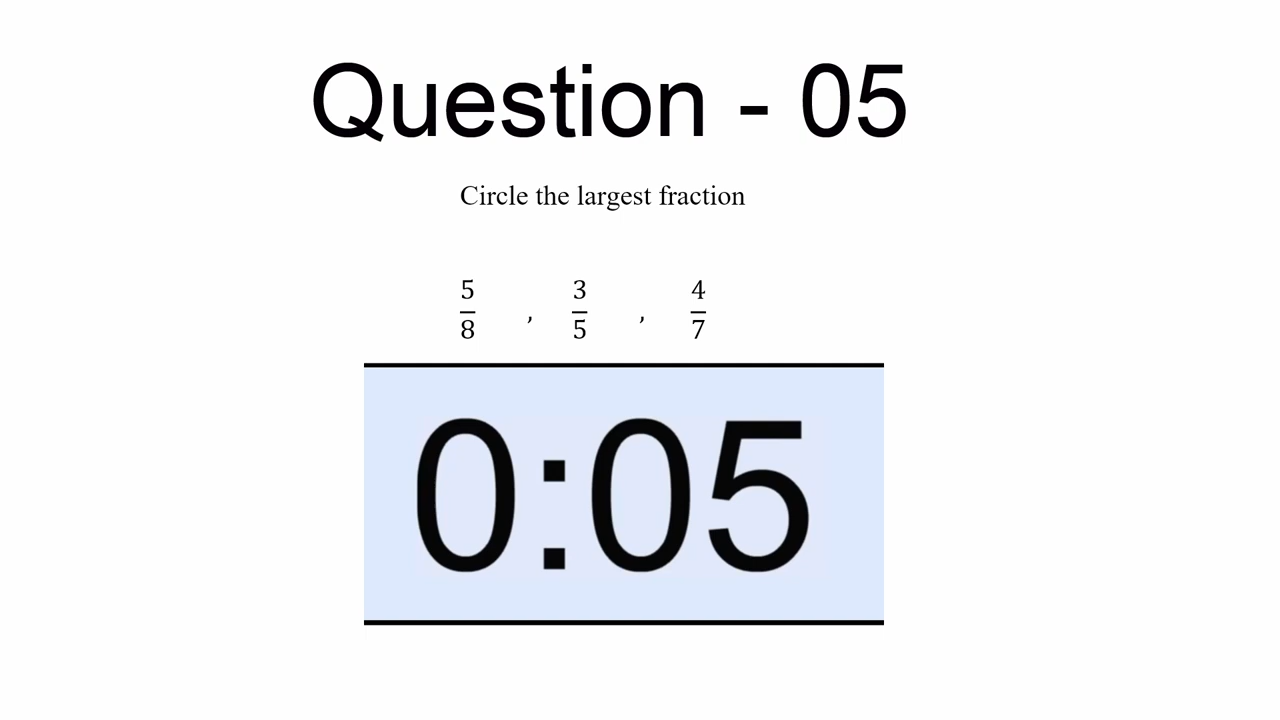 Question - 05
Circle the largest fraction
5/8 , 3/5 , 4/7
0:05